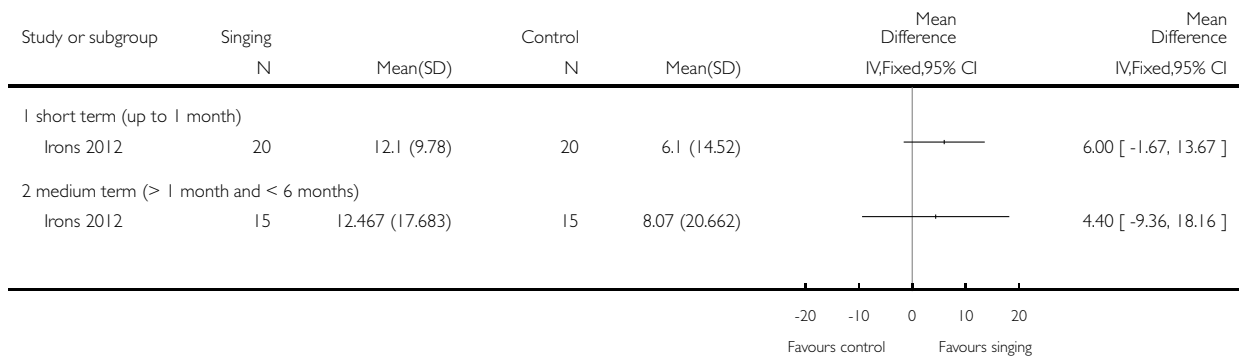 Study or subgroup Singing Control Mean Difference Mean Difference
N Mean(SD) N Mean(SD) IV,Fixed,95% CI IV,Fixed,95% CI
1 short term (up to 1 month)
Irons 2012 20 12.1 (9.78) 20 6.1 (14.52) 6.00 [ -1.67, 13.67 ]
2 medium term (> 1 month and < 6 months)
Irons 2012 15 12.467 (17.683) 15 8.07 (20.662) 4.40 [ -9.36, 18.16 ]
-20 -10 0 10 20
Favours control Favours singing